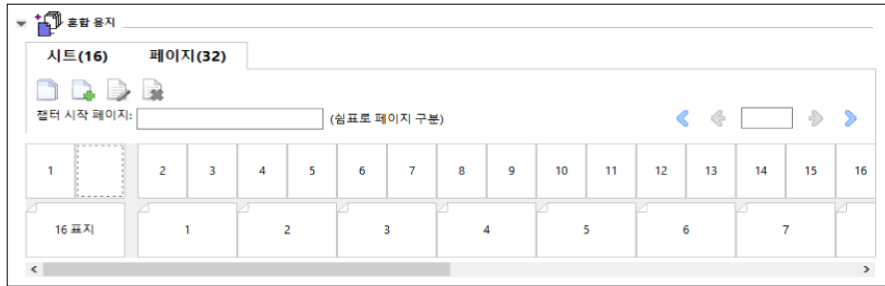 혼합 용지
시트(16) 페이지(32)
챕터 시작 페이지: (쉼표로 페이지 구분)
1 2 3 4 5 6 7 8 9 10 11 12 13 14 15 16
16 표지 1 2 3 4 5 6 7